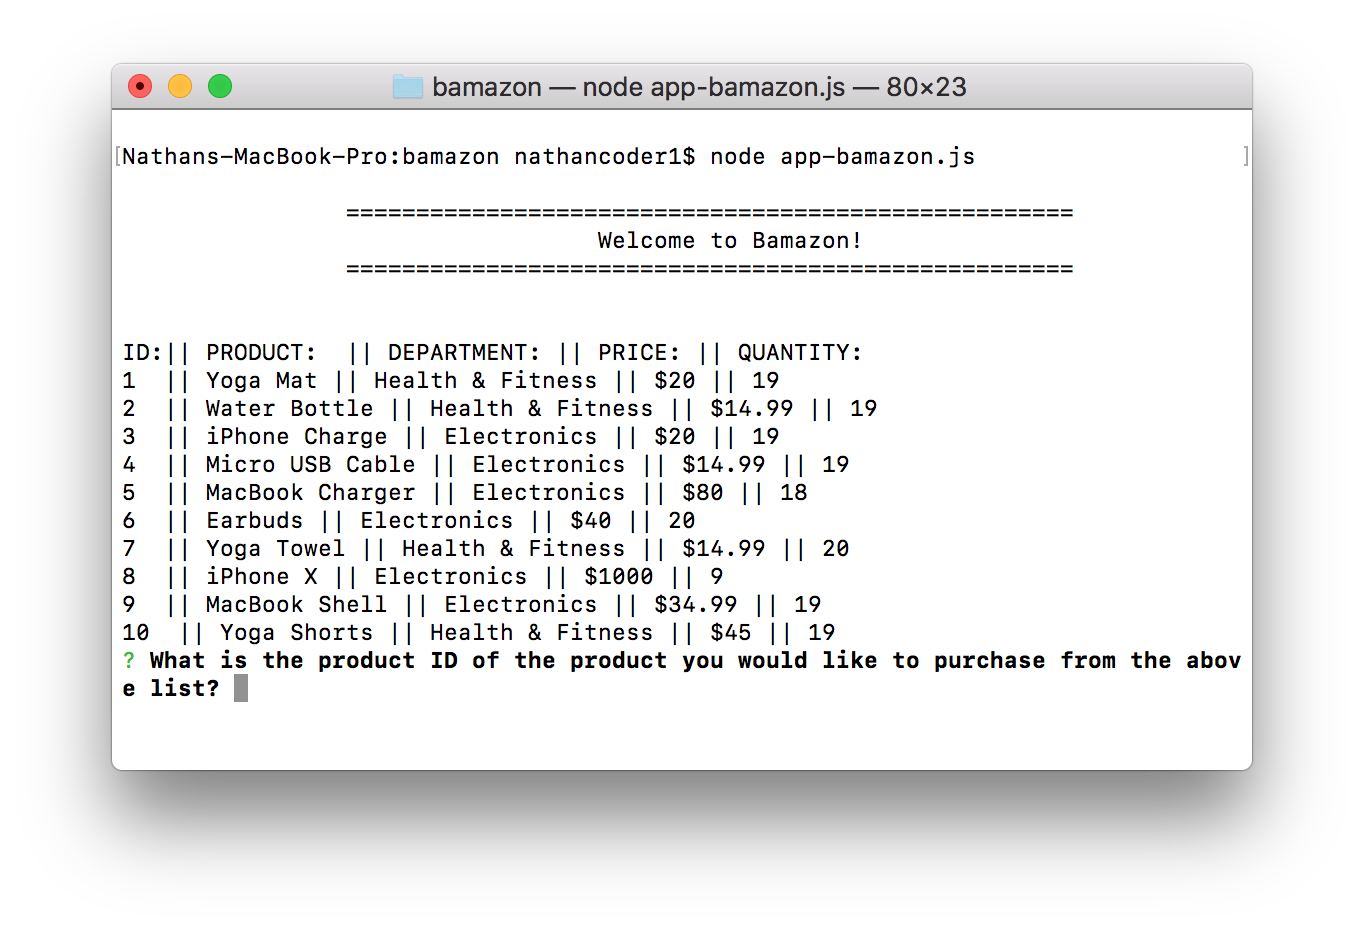 bamazon — node app-bamazon.js — 80×23
[Nathans-MacBook-Pro:bamazon nathancoder1$ node app-bamazon.js ]
====================================================
Welcome to Bamazon!
====================================================
ID:|| PRODUCT:  || DEPARTMENT: || PRICE: || QUANTITY:
1  || Yoga Mat || Health & Fitness || $20 || 19
2  || Water Bottle || Health & Fitness || $14.99 || 19
3  || iPhone Charge || Electronics || $20 || 19
4  || Micro USB Cable || Electronics || $14.99 || 19
5  || MacBook Charger || Electronics || $80 || 18
6  || Earbuds || Electronics || $40 || 20
7  || Yoga Towel || Health & Fitness || $14.99 || 20
8  || iPhone X || Electronics || $1000 || 9
9  || MacBook Shell || Electronics || $34.99 || 19
10  || Yoga Shorts || Health & Fitness || $45 || 19
? What is the product ID of the product you would like to purchase from the abov
e list?